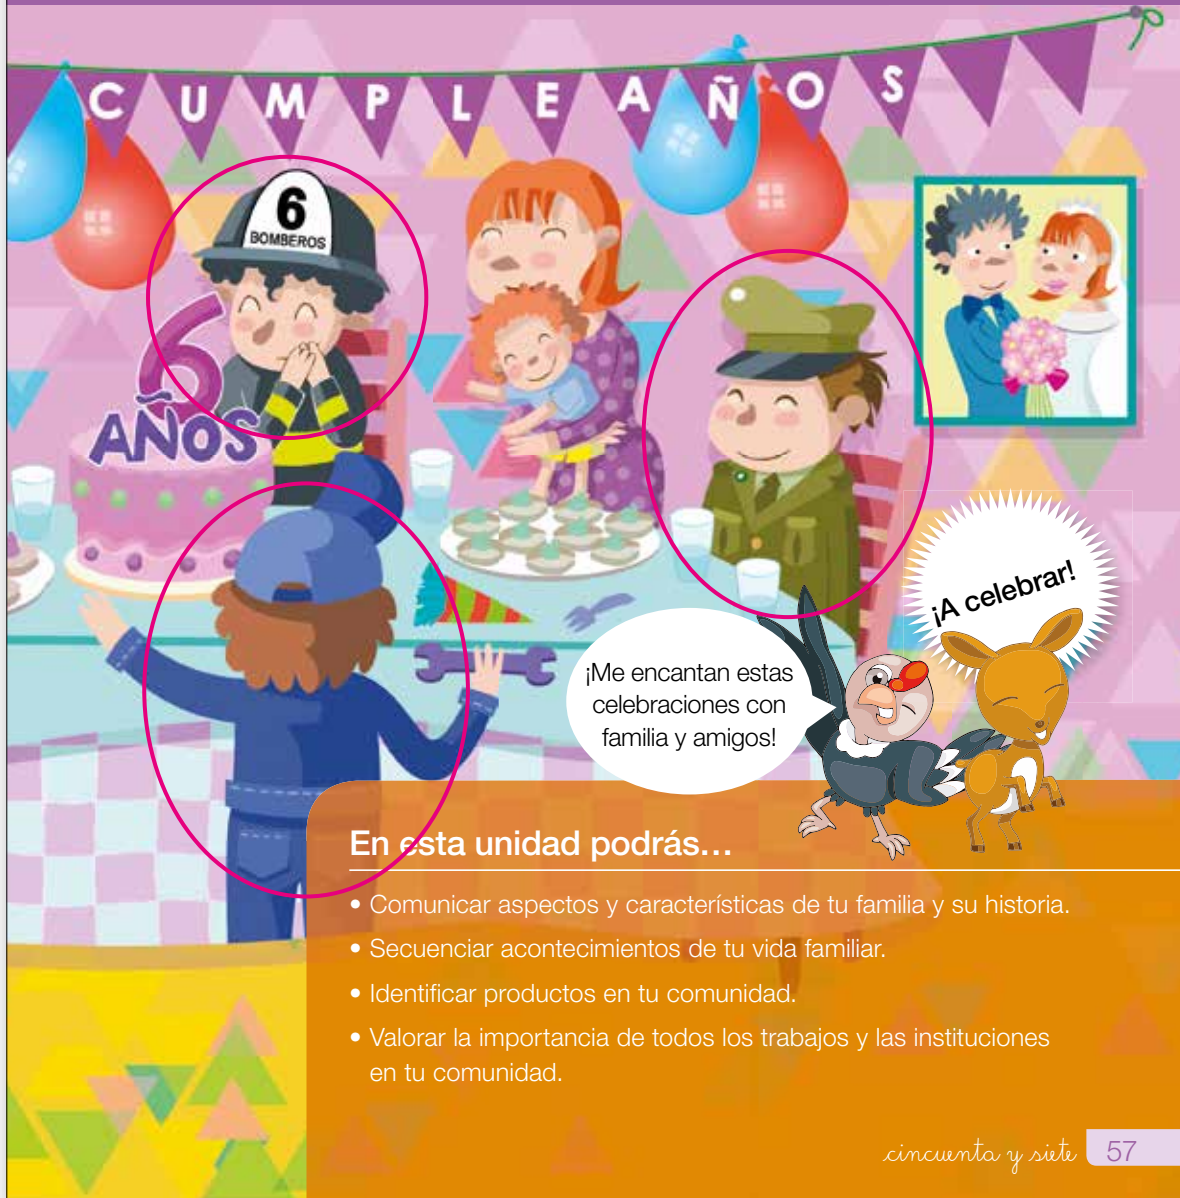 CUMPLEAÑOS
6
BOMBEROS
6
AÑOS
¡A celebrar!
¡Me encantan estas
celebraciones con
familia y amigos!
En esta unidad podrás...
• Comunicar aspectos y características de tu familia y su historia.
• Secuenciar acontecimientos de tu vida familiar.
• Identificar productos en tu comunidad.
• Valorar la importancia de todos los trabajos y las instituciones
en tu comunidad.
cincuenta y siete 57